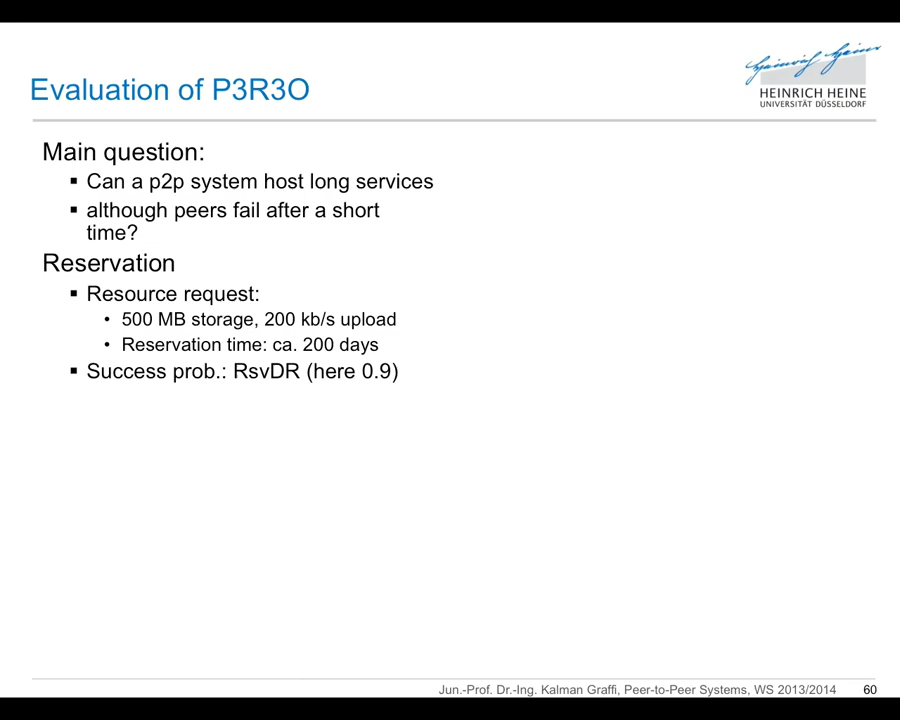 Heinrich Heine
HEINRICH HEINE
UNIVERSITÄT DÜSSELDORF
Evaluation of P3R3O
Main question:
▪ Can a p2p system host long services
▪ although peers fail after a short
time?
Reservation
▪ Resource request:
• 500 MB storage, 200 kb/s upload
• Reservation time: ca. 200 days
▪ Success prob.: RsvDR (here 0.9)
Jun.-Prof. Dr.-Ing. Kalman Graffi, Peer-to-Peer Systems, WS 2013/2014 60